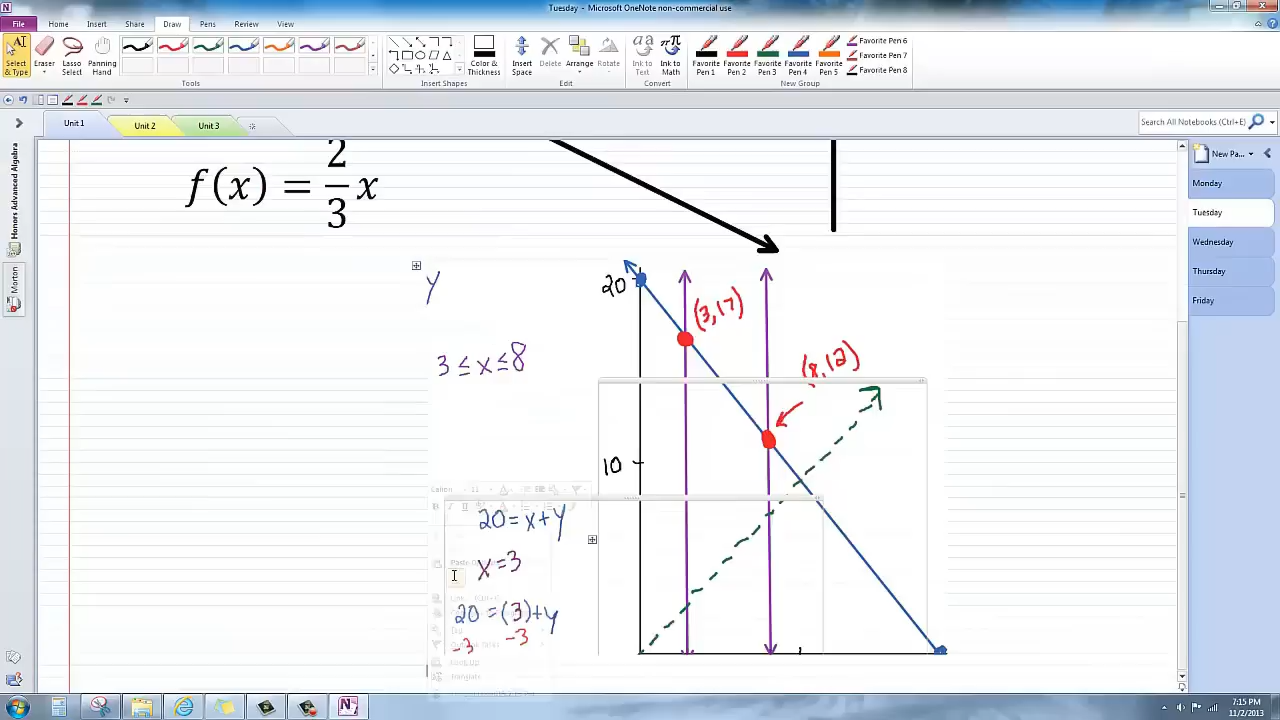 Tuesday - Microsoft OneNote non-commercial use
File Home Insert Share Draw Review View Pens
Select & Type
Eraser
Lasso Select
Panning Hand
Color & Thickness
Insert Space
Delete
Arrange
Rotate
Ink to Text
Ink to Math
Favorite Pen 1
Favorite Pen 2
Favorite Pen 3
Favorite Pen 4
Favorite Pen 5
Favorite Pen 6
Favorite Pen 7
Favorite Pen 8
Tools
Insert Shapes
Edit
Convert
New Group
Unit 1
Unit 2
Unit 3
Search All Notebooks (Ctrl+E)
New Pa...
Monday
Tuesday
Wednesday
Thursday
Friday
Honors Advanced Algebra
Monson
f(x) = 2/3 x
y
20
(3,17)
3 ≤ x ≤ 8
(8,12)
10
20 = x + y
x = 3
20 = (3) + y
-3 -3
7:15 PM
11/2/2013